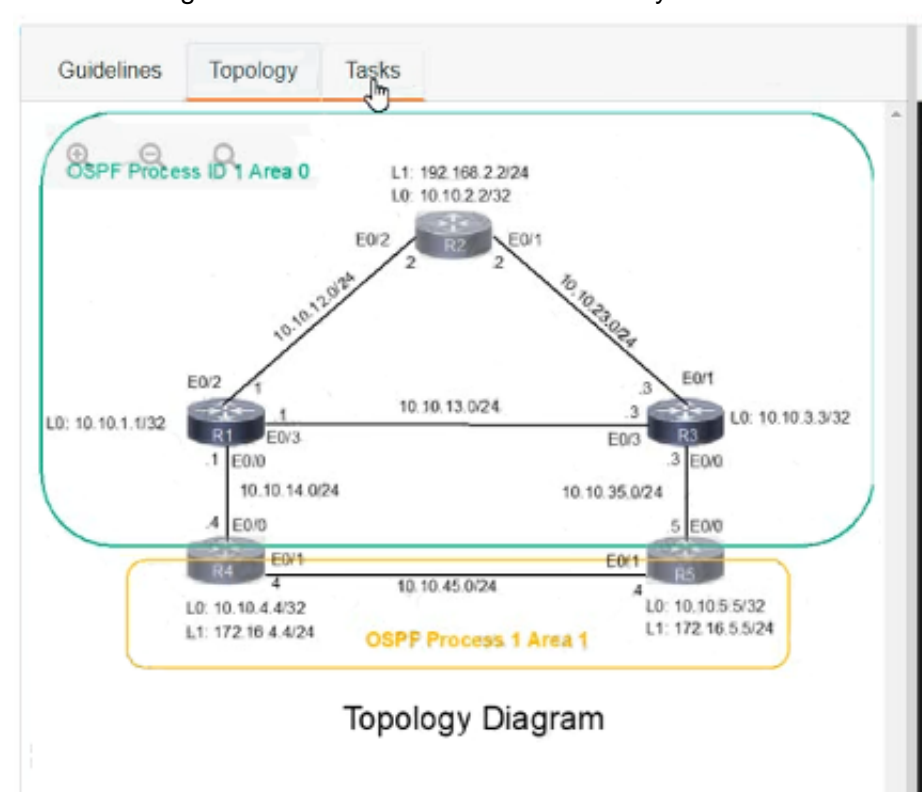 Guidelines Topology Tasks
OSPF Process ID 1 Area 0
L1: 192.168.2.2/24
L0: 10.10.2.2/32
E0/2 R2 E0/1
2 2
10.10.12.0/24 10.10.23.0/24
E0/2 1 .3 E0/1
L0: 10.10.1.1/32 R1 .1 10.10.13.0/24 .3 R3 L0: 10.10.3.3/32
E0/3 E0/3
.1 E0/0 .3 E0/0
10.10.14.0/24 10.10.35.0/24
.4 E0/0 .5 E0/0
R4 E0/1 E0/1 R5
4 10.10.45.0/24 4
L0: 10.10.4.4/32 L0: 10.10.5.5/32
L1: 172.16.4.4/24 L1: 172.16.5.5/24
OSPF Process 1 Area 1
Topology Diagram